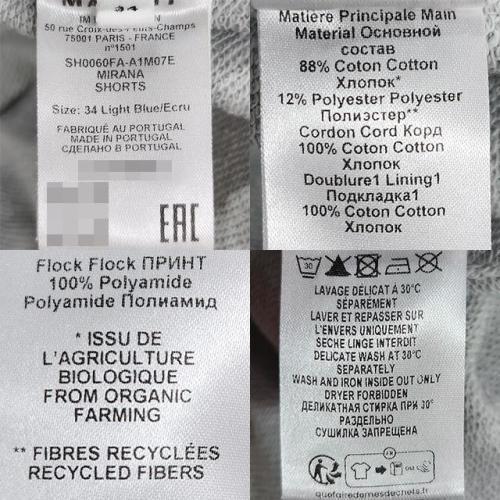 50 rue Croix-des-Petits-Champs
75001 PARIS - FRANCE
n°1501
SH0060FA-A1M07E
MIRANA
SHORTS
Size: 34 Light Blue/Ecru
FABRIQUÉ AU PORTUGAL
MADE IN PORTUGAL
СДЕЛАНО В PORTUGAL
EAC
Matière Principale Main
Material Основной
состав
88% Coton Cotton
Хлопок*
12% Polyester Polyester
Полиэстер**
Cordon Cord Корд
100% Coton Cotton
Хлопок
Doublure1 Lining1
Подкладка1
100% Coton Cotton
Хлопок
Flock Flock ПРИНТ
100% Polyamide
Polyamide Полиамид
* ISSU DE
L'AGRICULTURE
BIOLOGIQUE
FROM ORGANIC
FARMING
** FIBRES RECYCLÉES
RECYCLED FIBERS
30
LAVAGE DÉLICAT À 30°C
SÉPARÉMENT
LAVER ET REPASSER SUR
L'ENVERS UNIQUEMENT
SÈCHE LINGE INTERDIT
DELICATE WASH AT 30°C
SEPARATELY
WASH AND IRON INSIDE OUT ONLY
DRYER FORBIDDEN
ДЕЛИКАТНАЯ СТИРКА ПРИ 30°
РАЗДЕЛЬНО
СУШИЛКА ЗАПРЕЩЕНА
FR
OU
quefairedemesdechets.fr